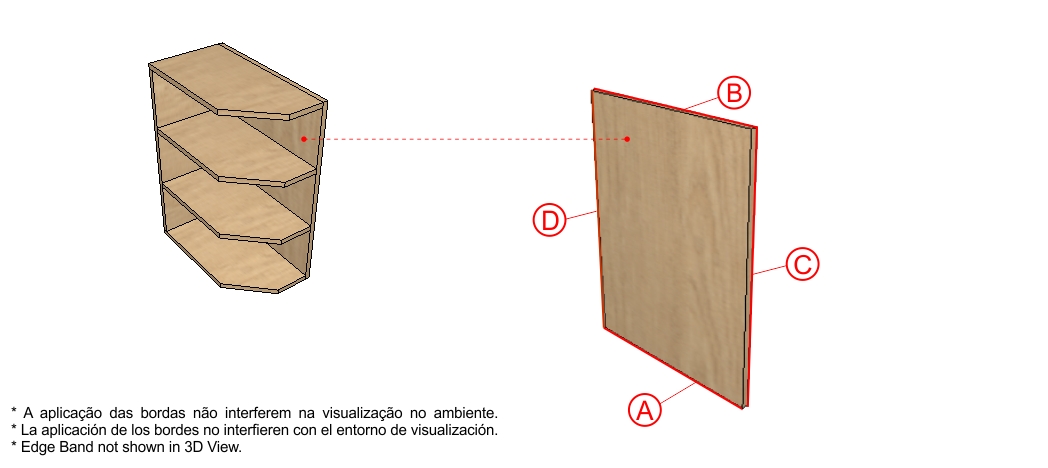 B
D
C
A
* A aplicação das bordas não interferem na visualização no ambiente.
* La aplicación de los bordes no interfieren con el entorno de visualización.
* Edge Band not shown in 3D View.